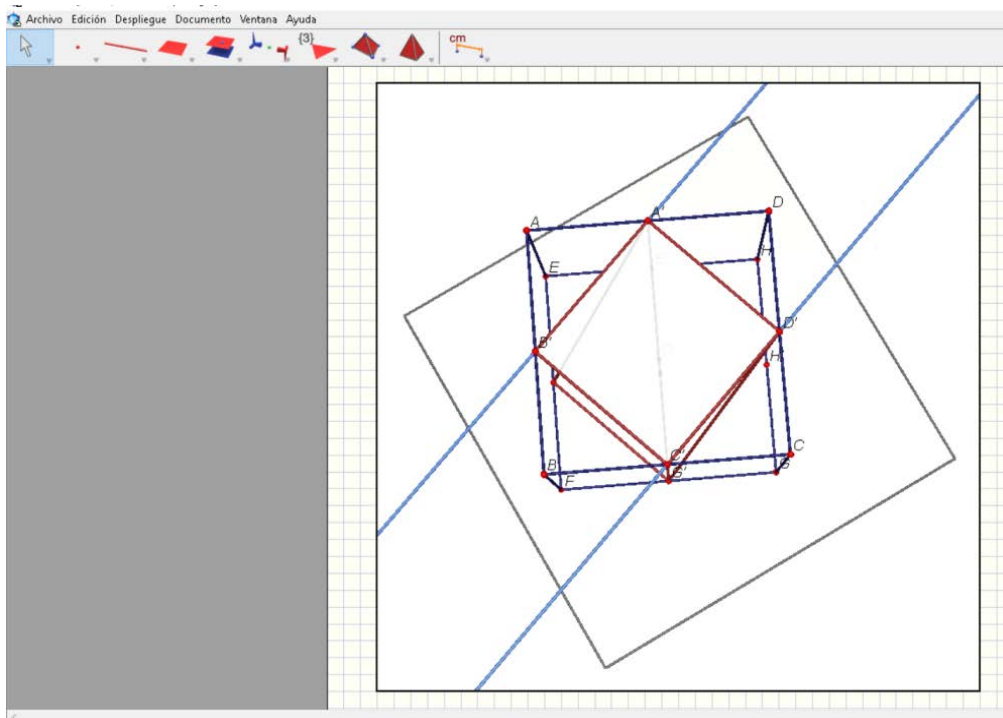 Archivo Edición Despliegue Documento Ventana Ayuda
{3}
cm
D
A'
A
H
E
D'
B'
H'
C
C'
B
G'
G
F